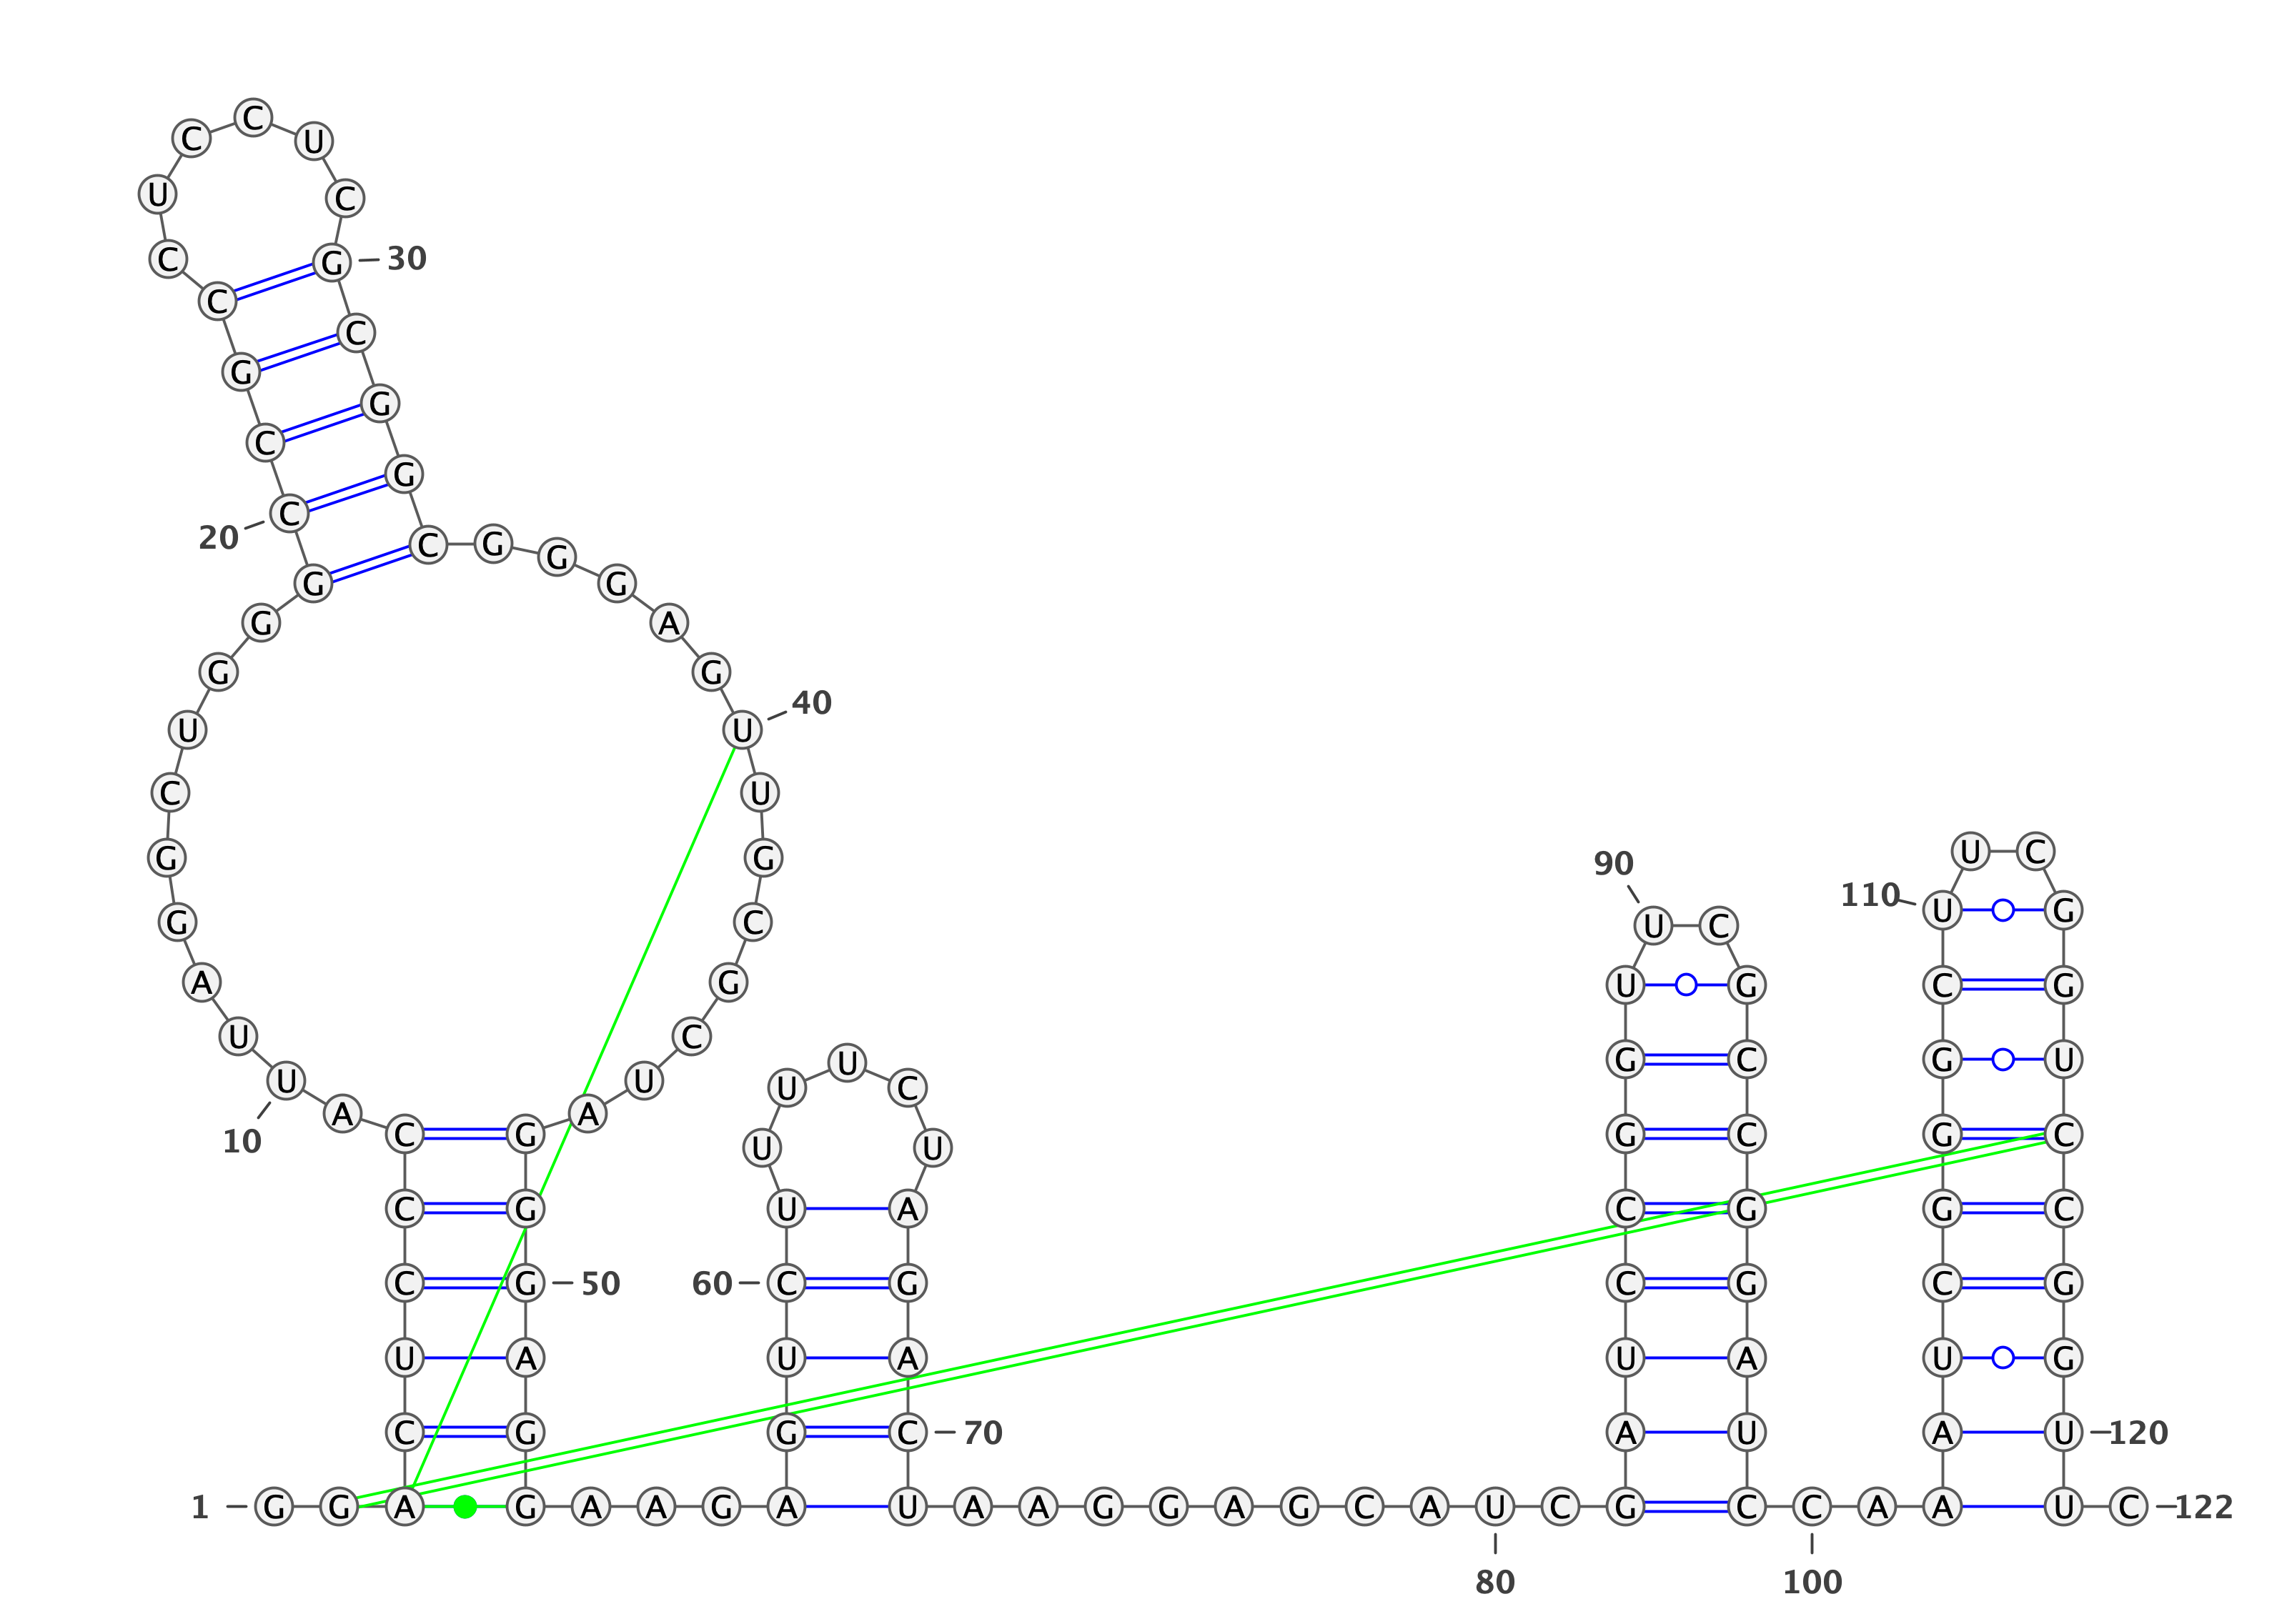 C
C U
U C
C G 30
C
C
G
G
C
G
20 C
C G G
G G
G A
G G
40
U U
C U
U C
G G
90
110 U G
G C U C
A G U G C G
U C
U G C G U
U U U C
A A
C G U U G C G C
10
C G U A C G G C
C G 50 60 C G C G C G
U A U A U A U G
C G G C 70 A U A U 120
1 G G A G A A G A U A A G G A G C A U C G C C A A U C 122
80 100